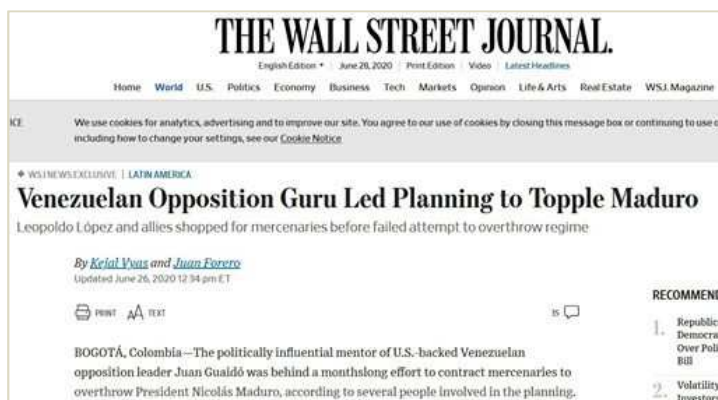 THE WALL STREET JOURNAL.
English Edition | June 28, 2020 | Print Edition | Video | Latest Headlines
Home World U.S. Politics Economy Business Tech Markets Opinion Life & Arts Real Estate WSJ. Magazine
ICE We use cookies for analytics, advertising and to improve our site. You agree to our use of cookies by closing this message box or continuing to use
including how to change your settings, see our Cookie Notice
WSJ NEWS EXCLUSIVE | LATIN AMERICA
Venezuelan Opposition Guru Led Planning to Topple Maduro
Leopoldo López and allies shopped for mercenaries before failed attempt to overthrow regime
By Kejal Vyas and Juan Forero
Updated June 26, 2020 12:34 pm ET
PRINT AA TEXT
BOGOTÁ, Colombia—The politically influential mentor of U.S.-backed Venezuelan
opposition leader Juan Guaidó was behind a monthslong effort to contract mercenaries to
overthrow President Nicolás Maduro, according to several people involved in the planning.
RECOMMEND
1. Republic
Democra
Over Poli
Bill
2. Volatility
Investor